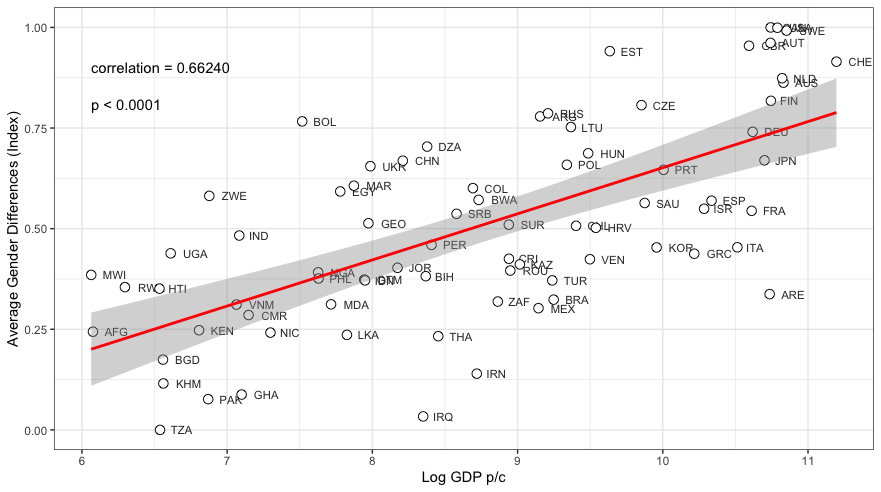 1.00
0.75
0.50
0.25
0.00
Average Gender Differences (Index)
correlation = 0.66240
p < 0.0001
SWE
GBR
AUT
EST
CHE
NLD
AUS
FIN
CZE
RUS
ARG
BOL
LTU
DEU
DZA
HUN
CHN
UKR
POL
JPN
PRT
MAR
EGY
COL
ZWE
BWA
SAU
ESP
ISR
FRA
SRB
GEO
SUR
HRV
IND
PER
KOR
ITA
GRC
UGA
CRI
VEN
KAZ
ROU
JOR
NGA
PHL
MWI
BIH
TUR
RW
HTI
ARE
BRA
ZAF
MEX
VNM
MDA
CMR
AFG
KEN
NIC
LKA
THA
BGD
IRN
KHM
GHA
PAK
IRQ
TZA
6 7 8 9 10 11
Log GDP p/c